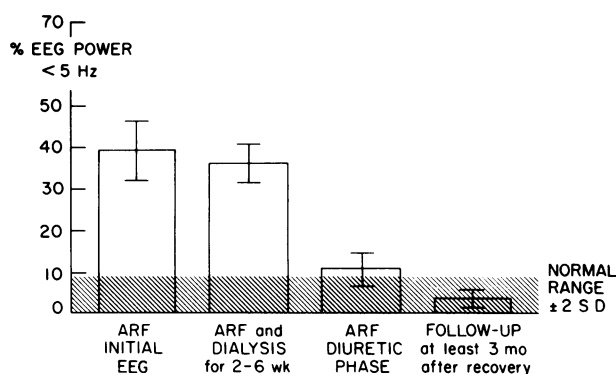 70
% EEG POWER
< 5 Hz
50
40
30
20
10
0
NORMAL
RANGE
± 2 S D
ARF
INITIAL
EEG
ARF and
DIALYSIS
for 2-6 wk
ARF
DIURETIC
PHASE
FOLLOW-UP
at least 3 mo
after recovery